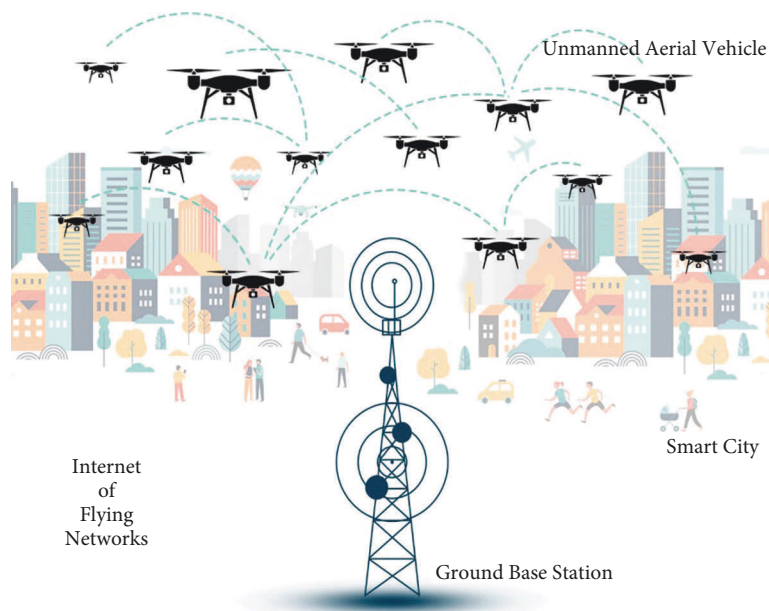 Unmanned Aerial Vehicle
Smart City
Internet
of
Flying
Networks
Ground Base Station